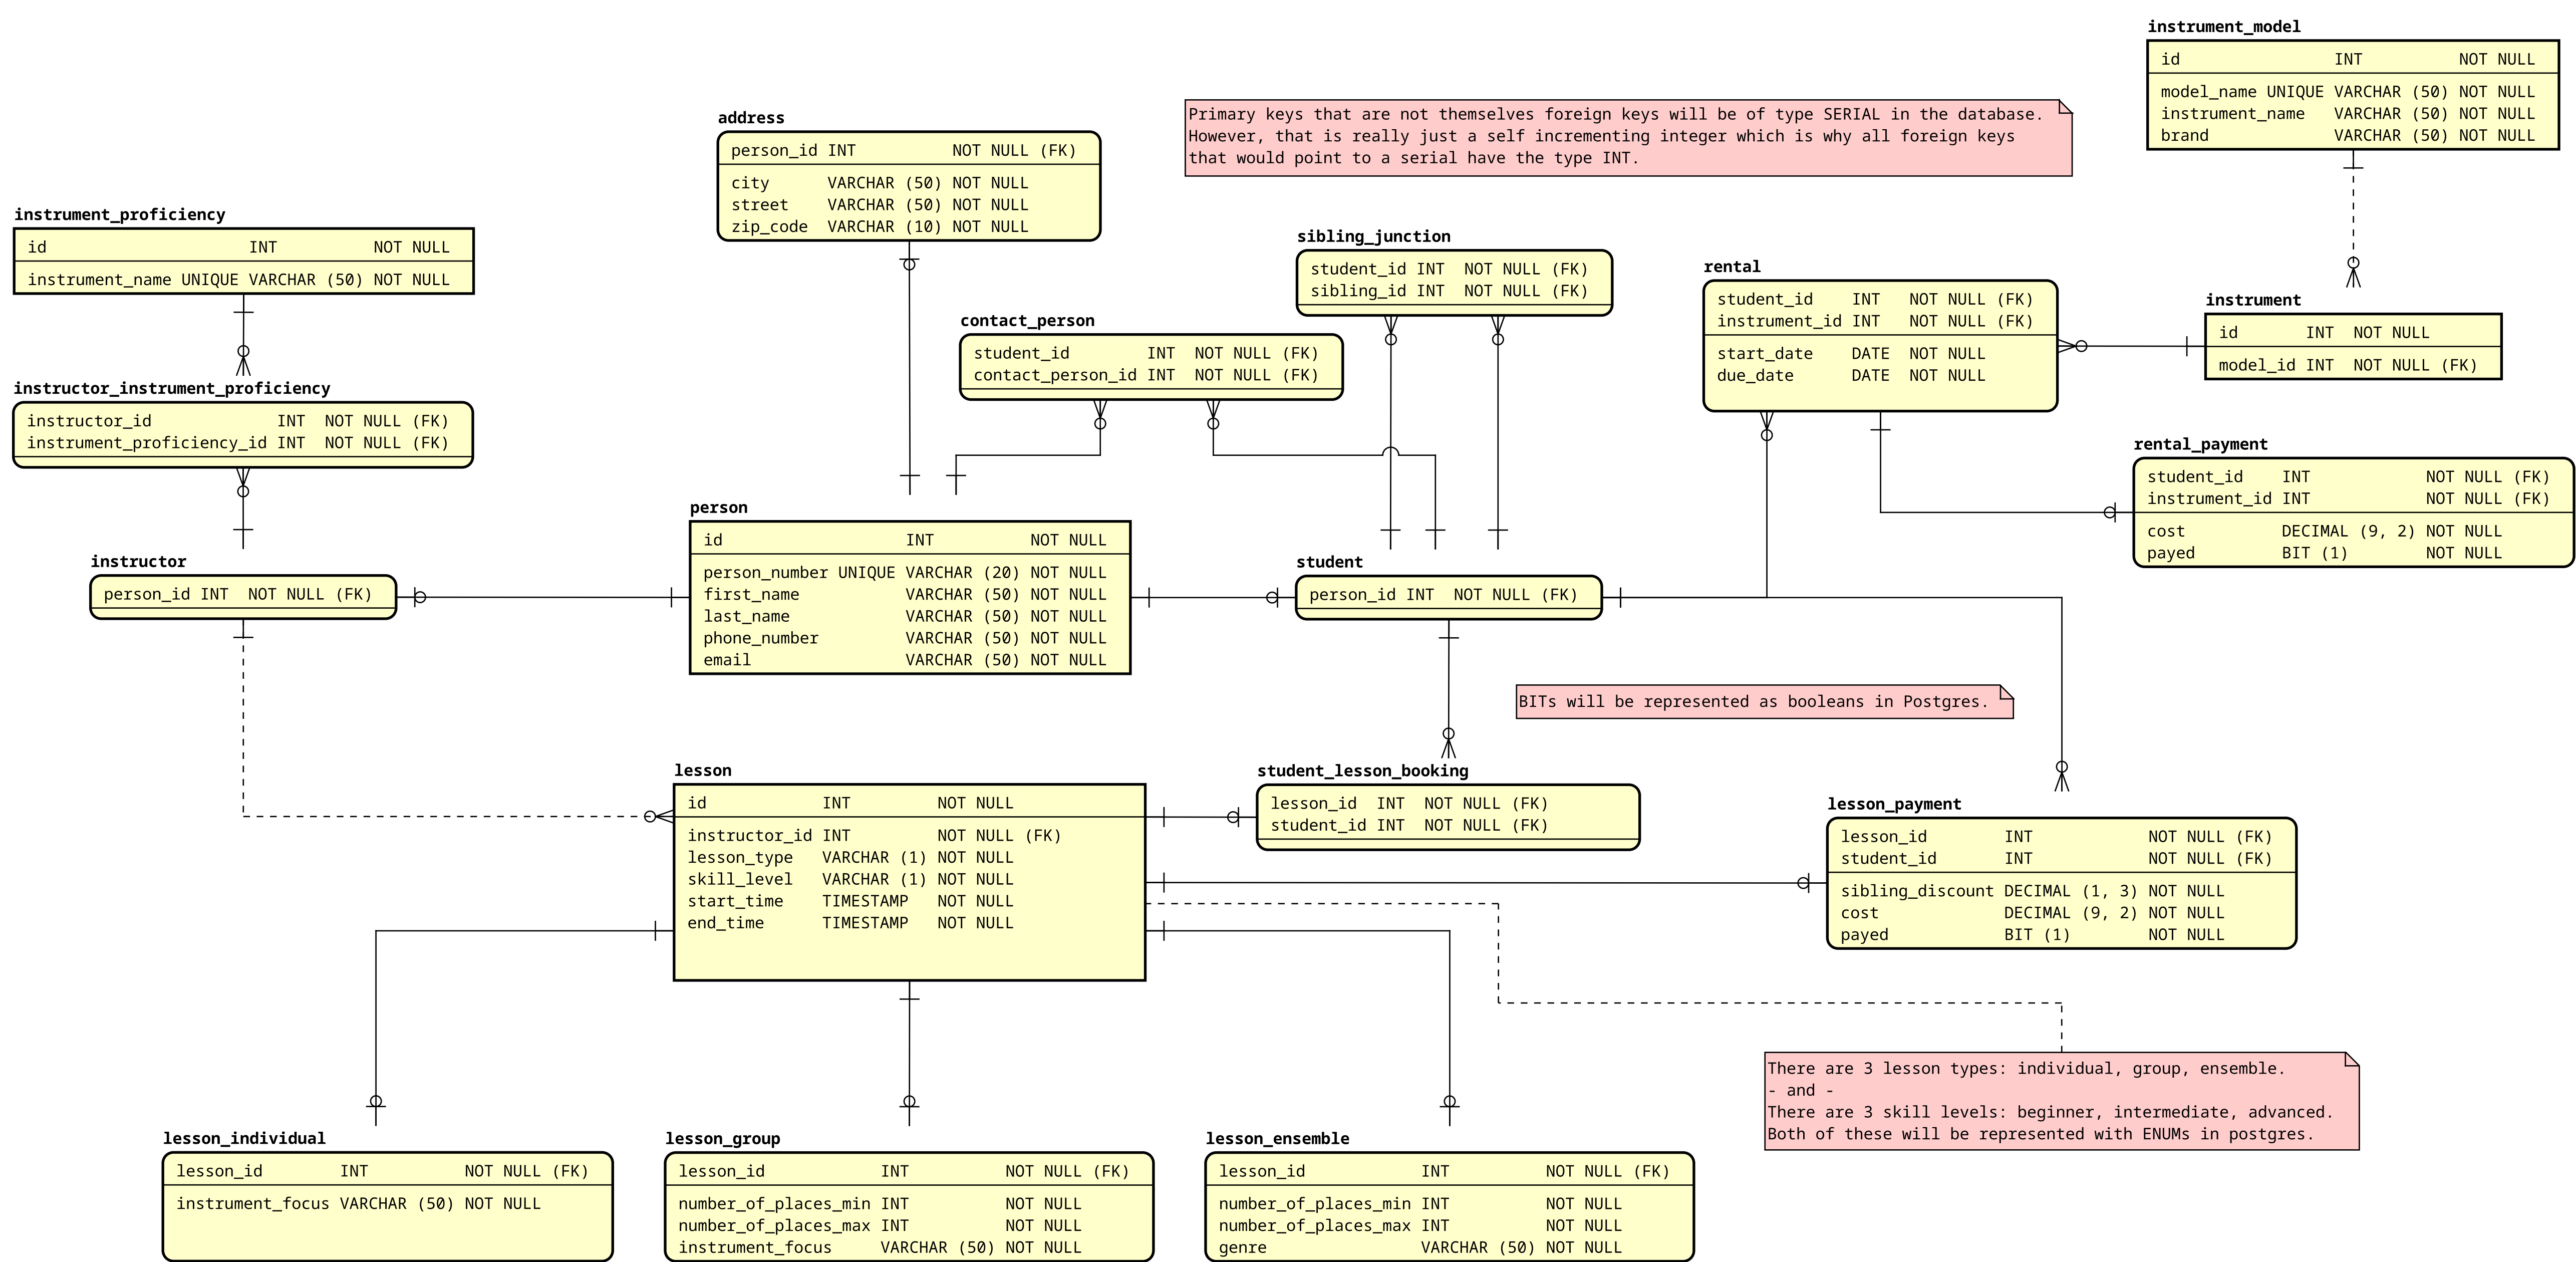 instrument_model
id INT NOT NULL
model_name UNIQUE VARCHAR (50) NOT NULL
instrument_name VARCHAR (50) NOT NULL
brand VARCHAR (50) NOT NULL
Primary keys that are not themselves foreign keys will be of type SERIAL in the database.
However, that is really just a self incrementing integer which is why all foreign keys
that would point to a serial have the type INT.
address
person_id INT NOT NULL (FK)
city VARCHAR (50) NOT NULL
street VARCHAR (50) NOT NULL
zip_code VARCHAR (10) NOT NULL
instrument_proficiency
id INT NOT NULL
instrument_name UNIQUE VARCHAR (50) NOT NULL
sibling_junction
student_id INT NOT NULL (FK)
sibling_id INT NOT NULL (FK)
rental
student_id INT NOT NULL (FK)
instrument_id INT NOT NULL (FK)
start_date DATE NOT NULL
due_date DATE NOT NULL
instrument
id INT NOT NULL
model_id INT NOT NULL (FK)
contact_person
student_id INT NOT NULL (FK)
contact_person_id INT NOT NULL (FK)
instructor_instrument_proficiency
instructor_id INT NOT NULL (FK)
instrument_proficiency_id INT NOT NULL (FK)
rental_payment
student_id INT NOT NULL (FK)
instrument_id INT NOT NULL (FK)
cost DECIMAL (9, 2) NOT NULL
payed BIT (1) NOT NULL
person
id INT NOT NULL
person_number UNIQUE VARCHAR (20) NOT NULL
first_name VARCHAR (50) NOT NULL
last_name VARCHAR (50) NOT NULL
phone_number VARCHAR (50) NOT NULL
email VARCHAR (50) NOT NULL
instructor
person_id INT NOT NULL (FK)
student
person_id INT NOT NULL (FK)
BITs will be represented as booleans in Postgres.
lesson
id INT NOT NULL
instructor_id INT NOT NULL (FK)
lesson_type VARCHAR (1) NOT NULL
skill_level VARCHAR (1) NOT NULL
start_time TIMESTAMP NOT NULL
end_time TIMESTAMP NOT NULL
student_lesson_booking
lesson_id INT NOT NULL (FK)
student_id INT NOT NULL (FK)
lesson_payment
lesson_id INT NOT NULL (FK)
student_id INT NOT NULL (FK)
sibling_discount DECIMAL (1, 3) NOT NULL
cost DECIMAL (9, 2) NOT NULL
payed BIT (1) NOT NULL
There are 3 lesson types: individual, group, ensemble.
- and -
There are 3 skill levels: beginner, intermediate, advanced.
Both of these will be represented with ENUMs in postgres.
lesson_individual
lesson_id INT NOT NULL (FK)
instrument_focus VARCHAR (50) NOT NULL
lesson_group
lesson_id INT NOT NULL (FK)
number_of_places_min INT NOT NULL
number_of_places_max INT NOT NULL
instrument_focus VARCHAR (50) NOT NULL
lesson_ensemble
lesson_id INT NOT NULL (FK)
number_of_places_min INT NOT NULL
number_of_places_max INT NOT NULL
genre VARCHAR (50) NOT NULL